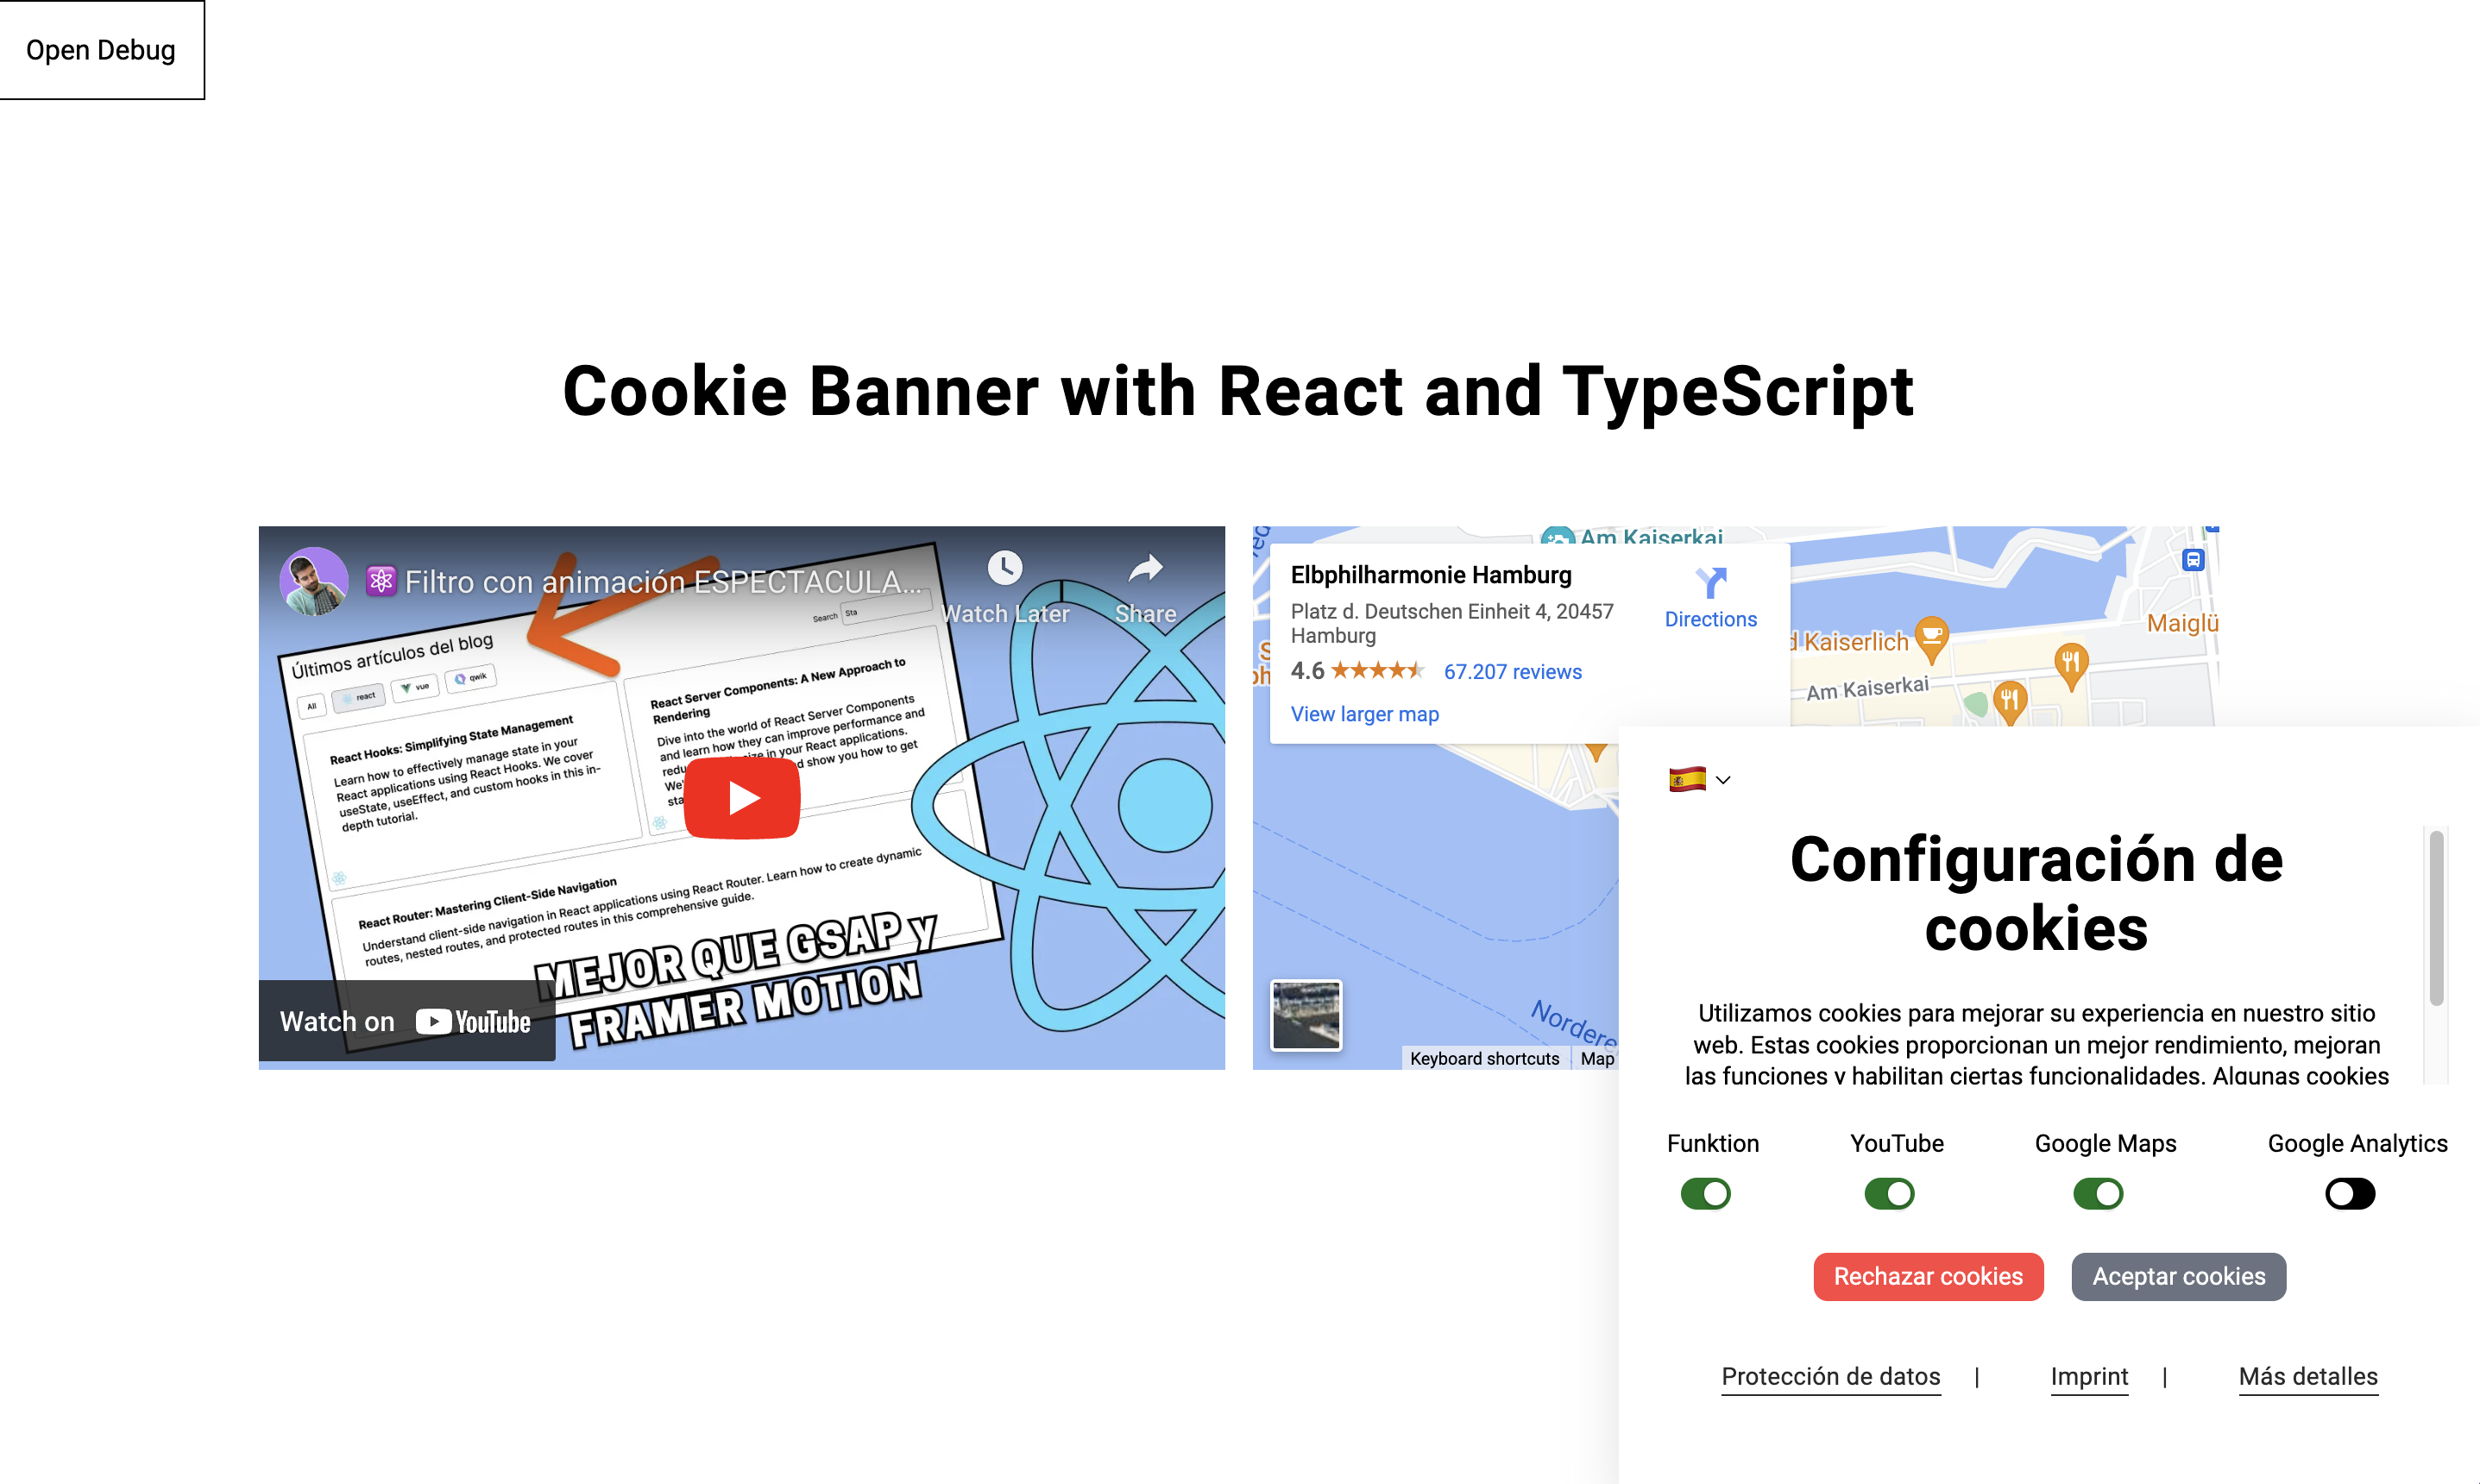 Open Debug
Cookie Banner with React and TypeScript
Filtro con animación ESPECTACULA...
Watch Later
Share
Últimos artículos del blog
Search
Sta
All
react
vue
qwik
React Hooks: Simplifying State Management
Learn how to effectively manage state in your
React applications using React Hooks. We cover
useState, useEffect, and custom hooks in this in-
depth tutorial.
React Server Components: A New Approach to
Rendering
Dive into the world of React Server Components
and learn how they can improve performance and
size in your React applications.
We'
d show you how to get
sta
React Router: Mastering Client-Side Navigation
Understand client-side navigation in React applications using React Router. Learn how to create dynamic
routes, nested routes, and protected routes in this comprehensive guide.
MEJOR QUE GSAP y
FRAMER MOTION
Watch on YouTube
Am Kaiserkai
Elbphilharmonie Hamburg
Platz d. Deutschen Einheit 4, 20457
Hamburg
4.6
67.207 reviews
View larger map
Directions
d Kaiserlich
Maiglü
Am Kaiserkai
Nordere
Keyboard shortcuts
Map
Configuración de
cookies
Utilizamos cookies para mejorar su experiencia en nuestro sitio
web. Estas cookies proporcionan un mejor rendimiento, mejoran
las funciones y habilitan ciertas funcionalidades. Algunas cookies
Funktion
YouTube
Google Maps
Google Analytics
Rechazar cookies
Aceptar cookies
Protección de datos
|
Imprint
|
Más detalles